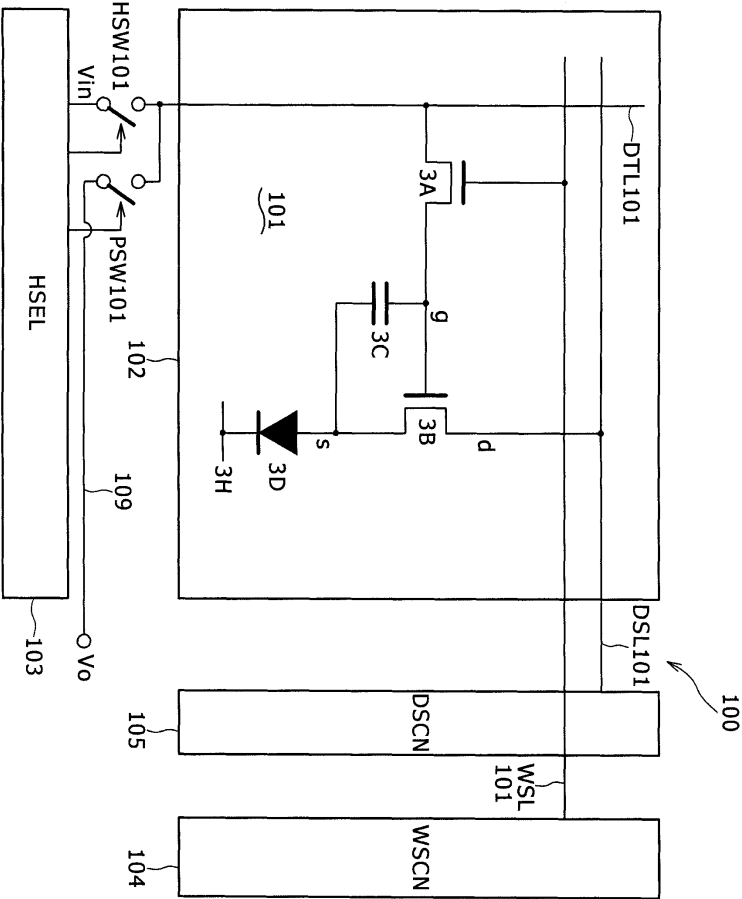 100
WSCN
104
WSL
101
DSCN
105
DSL101
DTL101
3A
g
3B
d
3C
s
3D
3H
101
102
HSW101
Vin
PSW101
HSEL
109
Vo
103